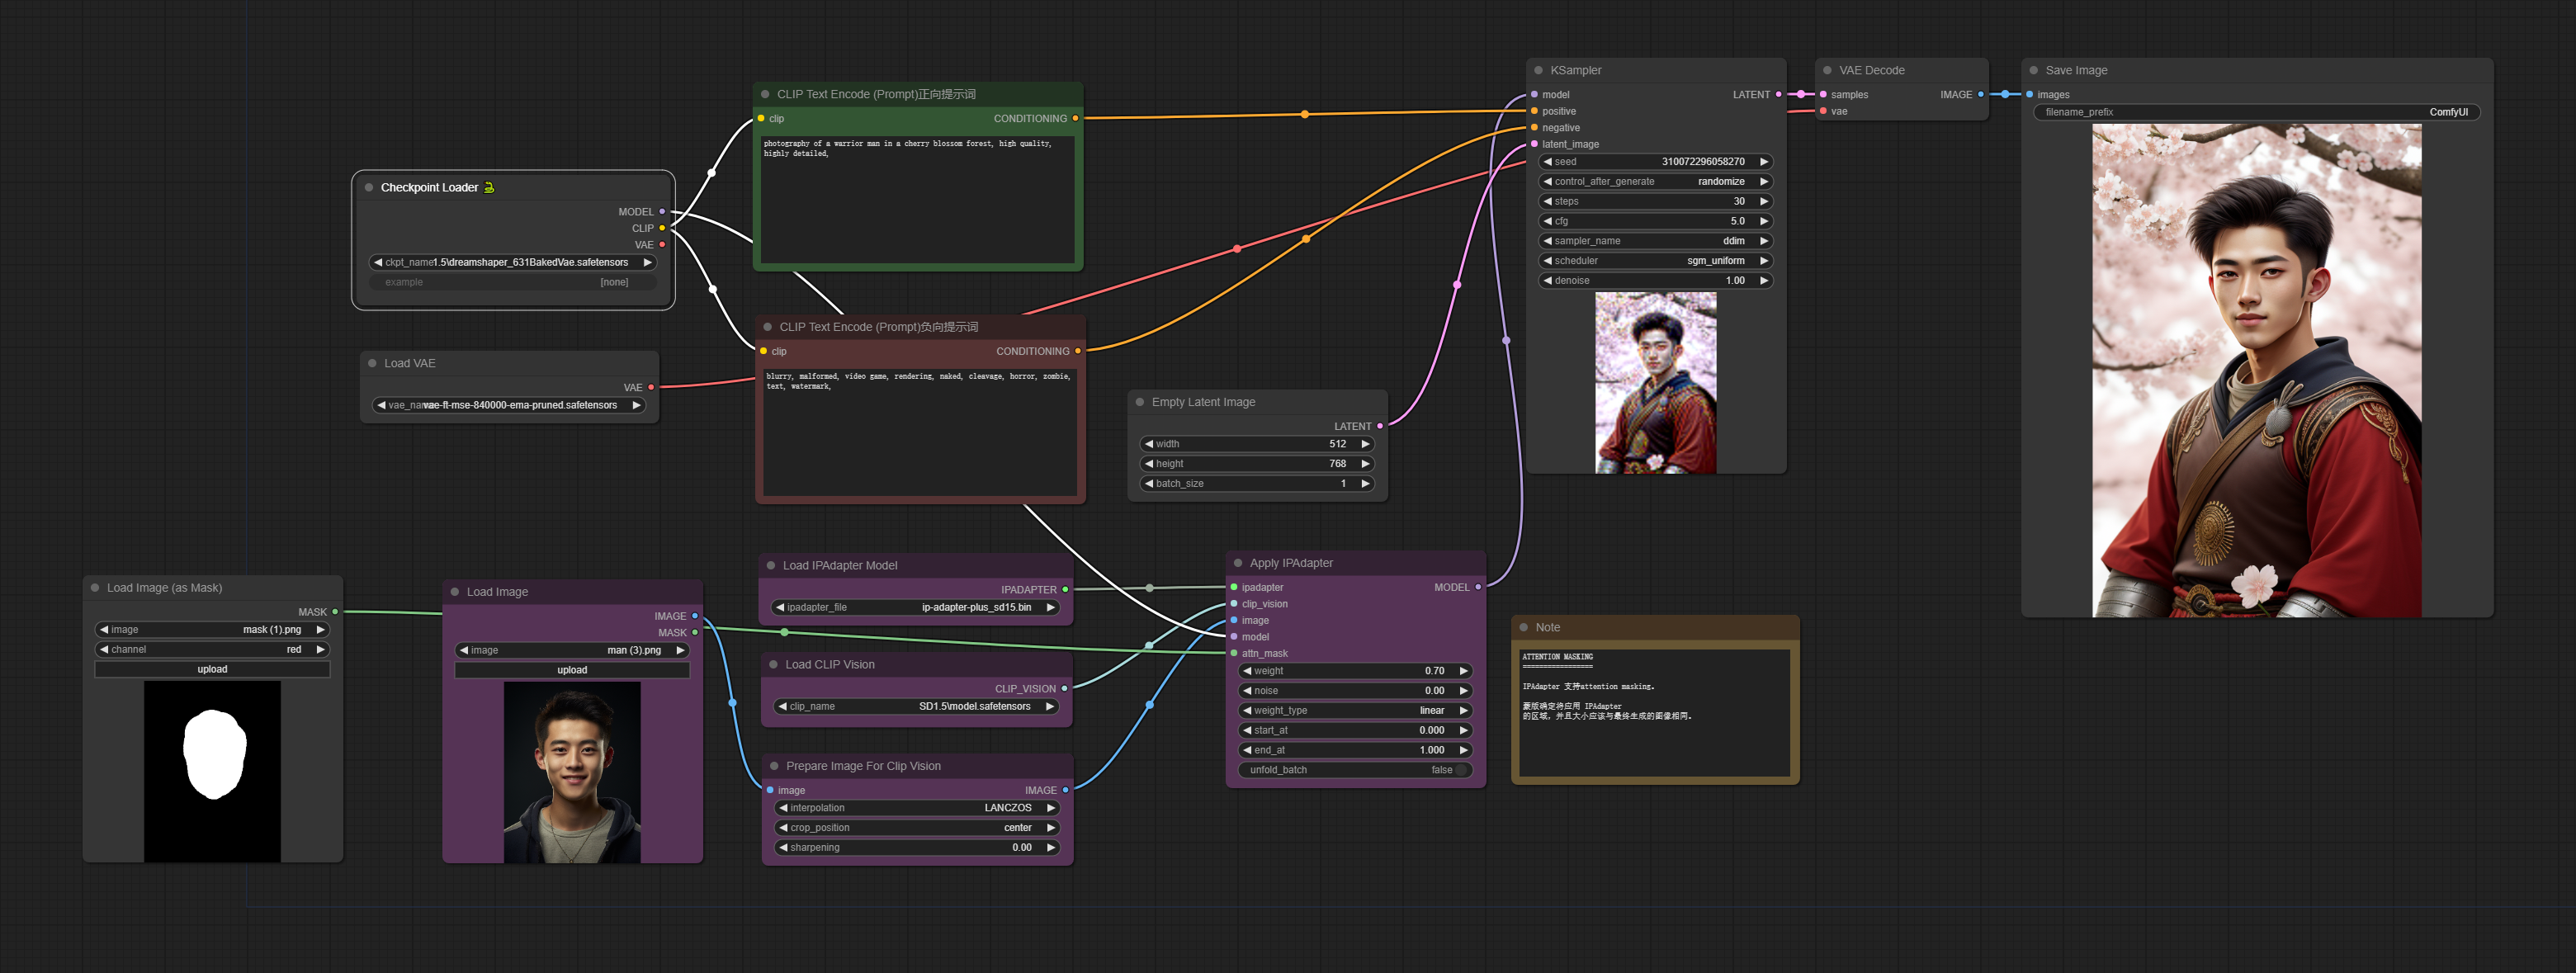 Checkpoint Loader
MODEL
CLIP
VAE
ckpt_name 1.5\dreamshaper_631BakedVae.safetensors
example [none]
Load VAE
VAE
vae-ft-mse-840000-ema-pruned.safetensors
CLIP Text Encode (Prompt)正向提示词
clip CONDITIONING
photography of a warrior man in a cherry blossom forest, high quality,
highly detailed,
CLIP Text Encode (Prompt)负向提示词
clip CONDITIONING
blurry, malformed, video game, rendering, naked, cleavage, horror, zombie,
text, watermark,
Empty Latent Image
LATENT
width 512
height 768
batch_size 1
KSampler
model LATENT
positive
negative
latent_image
seed 310072296058270
control_after_generate randomize
steps 30
cfg 5.0
sampler_name ddim
scheduler sgm_uniform
denoise 1.00
VAE Decode
samples IMAGE
vae
Save Image
images
filename_prefix ComfyUI
Load Image (as Mask)
MASK
image mask (1).png
channel red
upload
Load Image
IMAGE
MASK
image man (3).png
upload
Load IPAdapter Model
IPADAPTER
ipadapter_file ip-adapter-plus_sd15.bin
Load CLIP Vision
CLIP_VISION
clip_name SD1.5\model.safetensors
Prepare Image For Clip Vision
image IMAGE
interpolation LANCZOS
crop_position center
sharpening 0.00
Apply IPAdapter
ipadapter MODEL
clip_vision
image
model
attn_mask
weight 0.70
noise 0.00
weight_type linear
start_at 0.000
end_at 1.000
unfold_batch false
Note
ATTENTION MASKING
=================
IPAdapter 支持attention masking。
蒙版确定将应用 IPAdapter
的区域，并且大小应该与最终生成的图像相同。